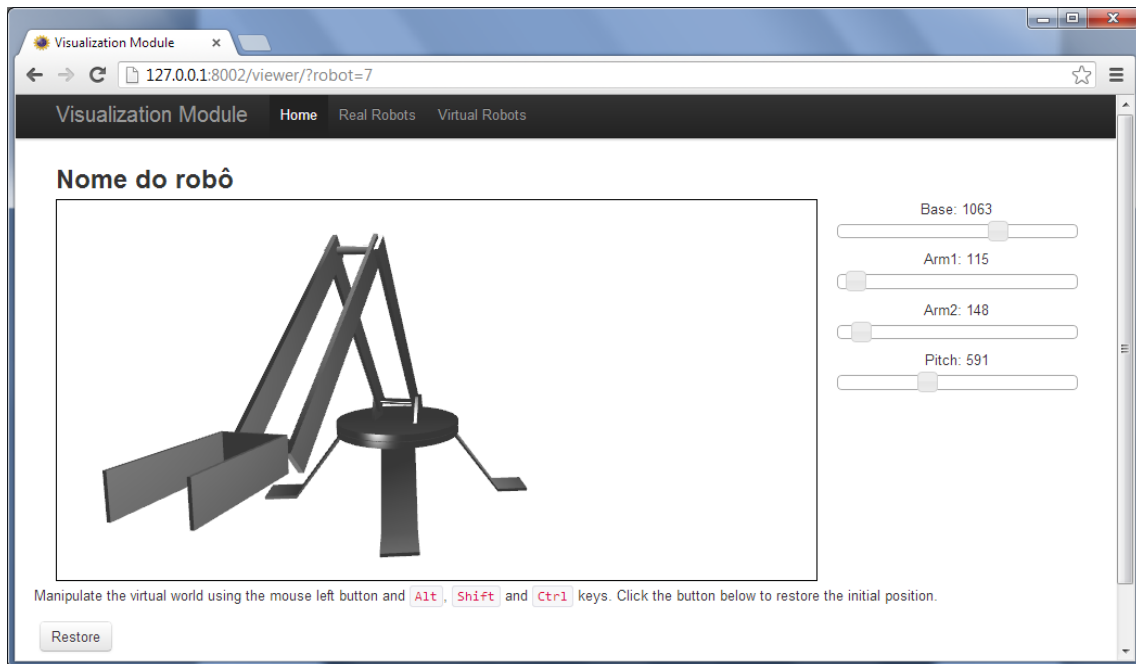 Visualization Module
127.0.0.1:8002/viewer/?robot=7
Visualization Module Home Real Robots Virtual Robots
Nome do robô
Base: 1063
Arm1: 115
Arm2: 148
Pitch: 591
Manipulate the virtual world using the mouse left button and Alt, Shift and Ctrl keys. Click the button below to restore the initial position.
Restore